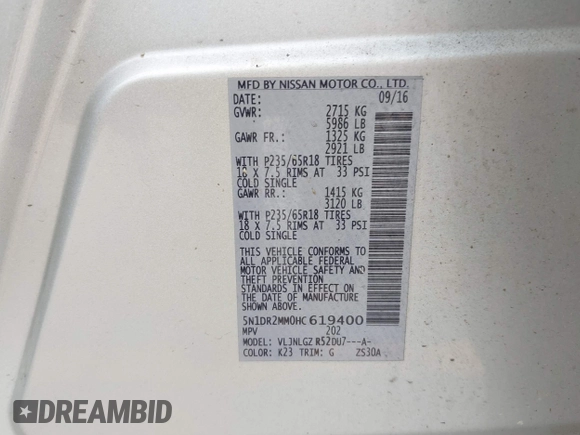 MFD BY NISSAN MOTOR CO., LTD.
DATE: 09/16
GVWR: 2715 KG
5986 LB
GAWR FR.: 1325 KG
2921 LB
WITH P235/65R18 TIRES
18 X 7.5 RIMS AT 33 PSI
COLD SINGLE
GAWR RR.: 1415 KG
3120 LB
WITH P235/65R18 TIRES
18 X 7.5 RIMS AT 33 PSI
COLD SINGLE
THIS VEHICLE CONFORMS TO
ALL APPLICABLE FEDERAL
MOTOR VEHICLE SAFETY AND
THEFT PREVENTION
STANDARDS IN EFFECT ON
THE DATE OF MANUFACTURE
SHOWN ABOVE.
5N1DR2MM0HC619400
MPV 202
MODEL: VLJNLGZ R52DU7---A-
COLOR: K23 TRIM: G ZS30A
DREAMBID